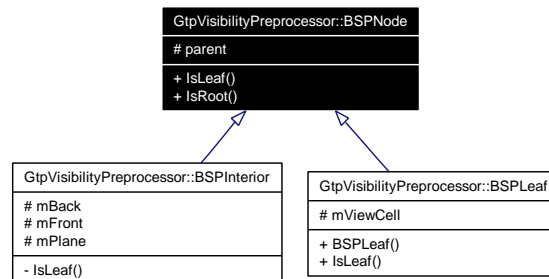 GtpVisibilityPreprocessor::BSPNode
# parent
+ IsLeaf()
+ IsRoot()
GtpVisibilityPreprocessor::BSPInterior
# mBack
# mFront
# mPlane
- IsLeaf()
GtpVisibilityPreprocessor::BSPLeaf
# mViewCell
+ BSPLeaf()
+ IsLeaf()